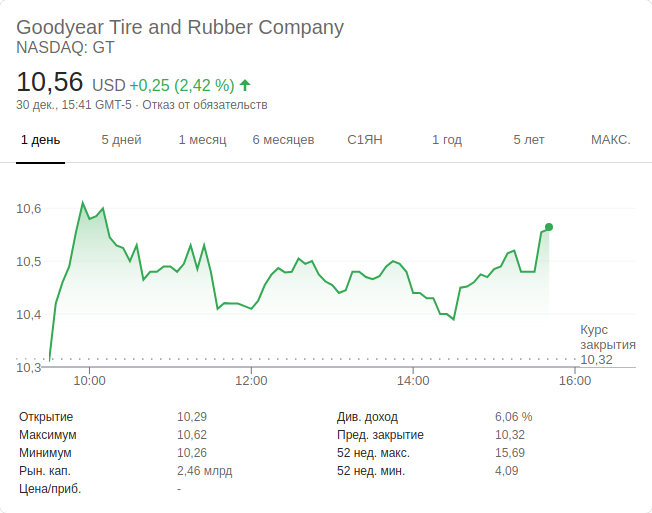 Goodyear Tire and Rubber Company
NASDAQ: GT
10,56 USD +0,25 (2,42 %)
30 дек., 15:41 GMT-5 · Отказ от обязательств
1 день 5 дней 1 месяц 6 месяцев С1ЯН 1 год 5 лет МАКС.
10,6
10,5
10,4
10,3
Курс
закрытия
10,32
10:00 12:00 14:00 16:00
Открытие 10,29 Див. доход 6,06 %
Максимум 10,62 Пред. закрытие 10,32
Минимум 10,26 52 нед. макс. 15,69
Рын. кап. 2,46 млрд 52 нед. мин. 4,09
Цена/приб. -